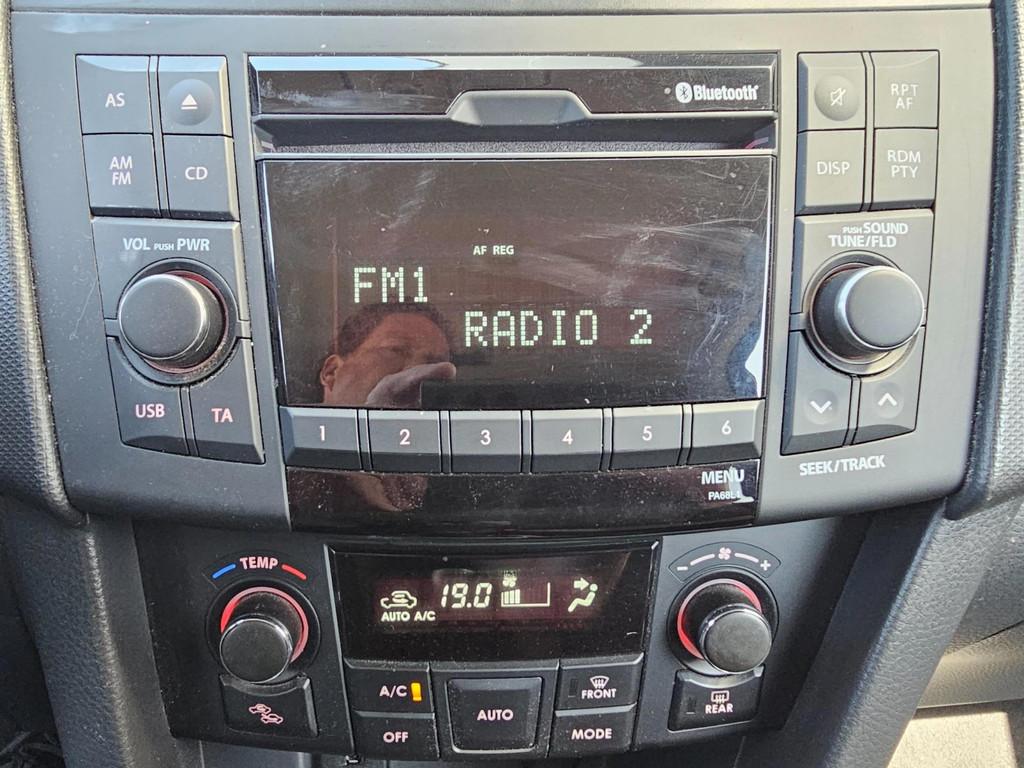 AS
AM
FM
CD
Bluetooth®
RPT
AF
DISP
RDM
PTY
VOL PUSH PWR
PUSH SOUND
TUNE/FLD
AF REG
FM1
RADIO 2
USB
TA
1 2 3 4 5 6
MENU
PA68L1
SEEK/TRACK
TEMP
- +
AUTO A/C
19.0
A/C
OFF
AUTO
FRONT
MODE
REAR